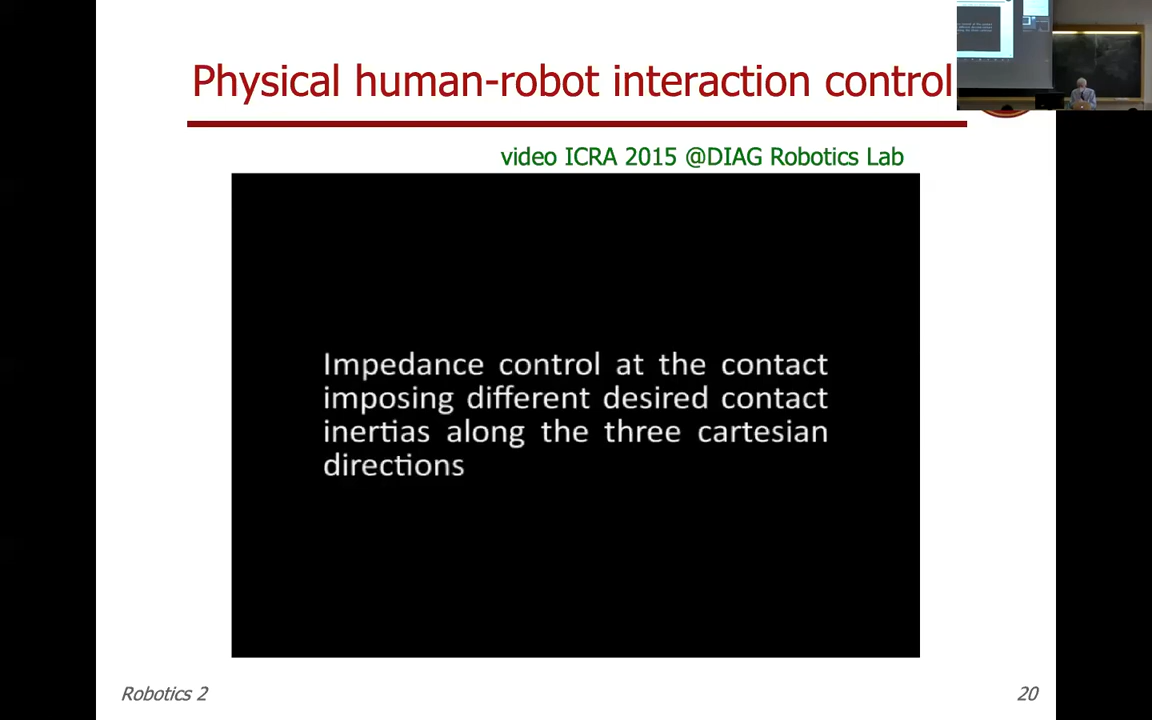 Physical human-robot interaction control
video ICRA 2015 @DIAG Robotics Lab
Impedance control at the contact
imposing different desired contact
inertias along the three cartesian
directions
Robotics 2
20